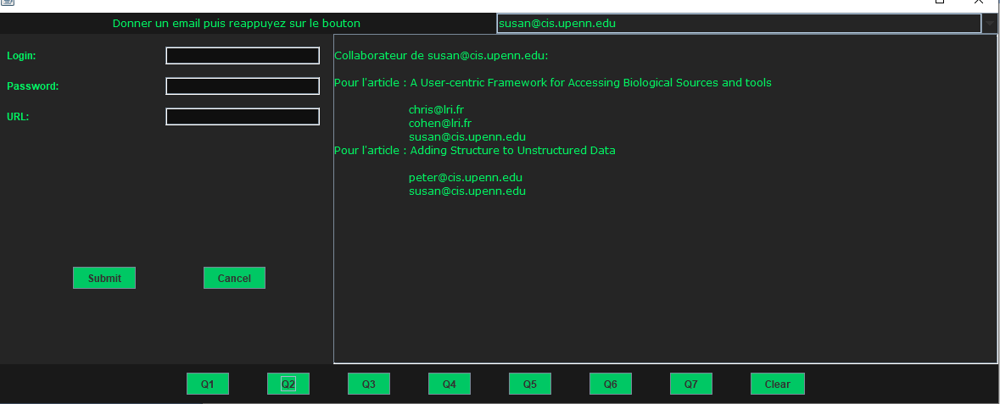 Donner un email puis reappuyez sur le bouton
susan@cis.upenn.edu
Login:
Password:
URL:
Submit
Cancel
Collaborateur de susan@cis.upenn.edu:
Pour l'article : A User-centric Framework for Accessing Biological Sources and tools
chris@lri.fr
cohen@lri.fr
susan@cis.upenn.edu
Pour l'article : Adding Structure to Unstructured Data
peter@cis.upenn.edu
susan@cis.upenn.edu
Q1 Q2 Q3 Q4 Q5 Q6 Q7 Clear